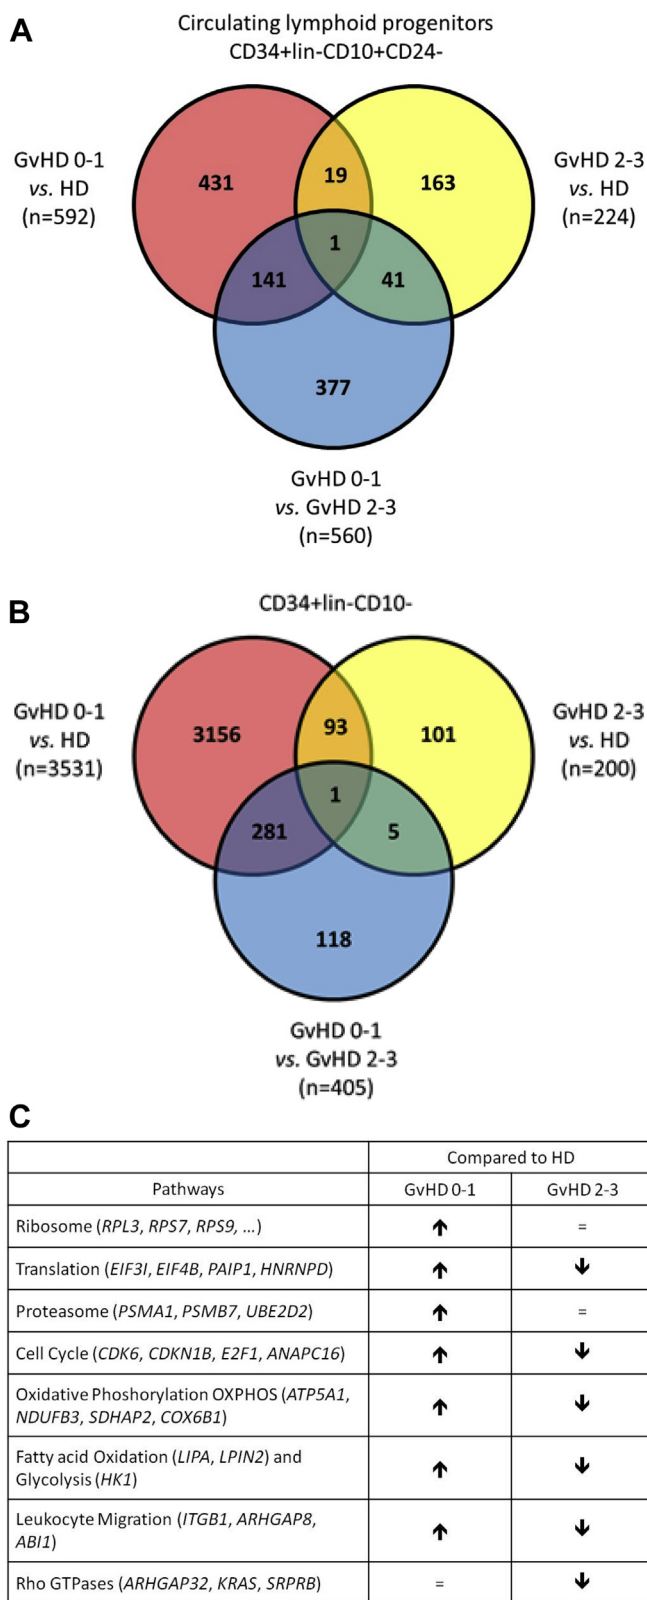 A
Circulating lymphoid progenitors
CD34+lin-CD10+CD24-
GvHD 0-1
vs. HD
(n=592)
431
19
163
GvHD 2-3
vs. HD
(n=224)
1
141
41
377
GvHD 0-1
vs. GvHD 2-3
(n=560)
B
CD34+lin-CD10-
GvHD 0-1
vs. HD
(n=3531)
3156
93
101
GvHD 2-3
vs. HD
(n=200)
1
281
5
118
GvHD 0-1
vs. GvHD 2-3
(n=405)
C
Compared to HD
Pathways GvHD 0-1 GvHD 2-3
Ribosome (RPL3, RPS7, RPS9, ...) ↑ =
Translation (EIF3I, EIF4B, PAIP1, HNRNPD) ↑ ↓
Proteasome (PSMA1, PSMB7, UBE2D2) ↑ =
Cell Cycle (CDK6, CDKN1B, E2F1, ANAPC16) ↑ ↓
Oxidative Phoshorylation OXPHOS (ATP5A1,
NDUFB3, SDHAP2, COX6B1) ↑ ↓
Fatty acid Oxidation (LIPA, LPIN2) and
Glycolysis (HK1) ↑ ↓
Leukocyte Migration (ITGB1, ARHGAP8,
ABI1) ↑ ↓
Rho GTPases (ARHGAP32, KRAS, SRPRB) = ↓